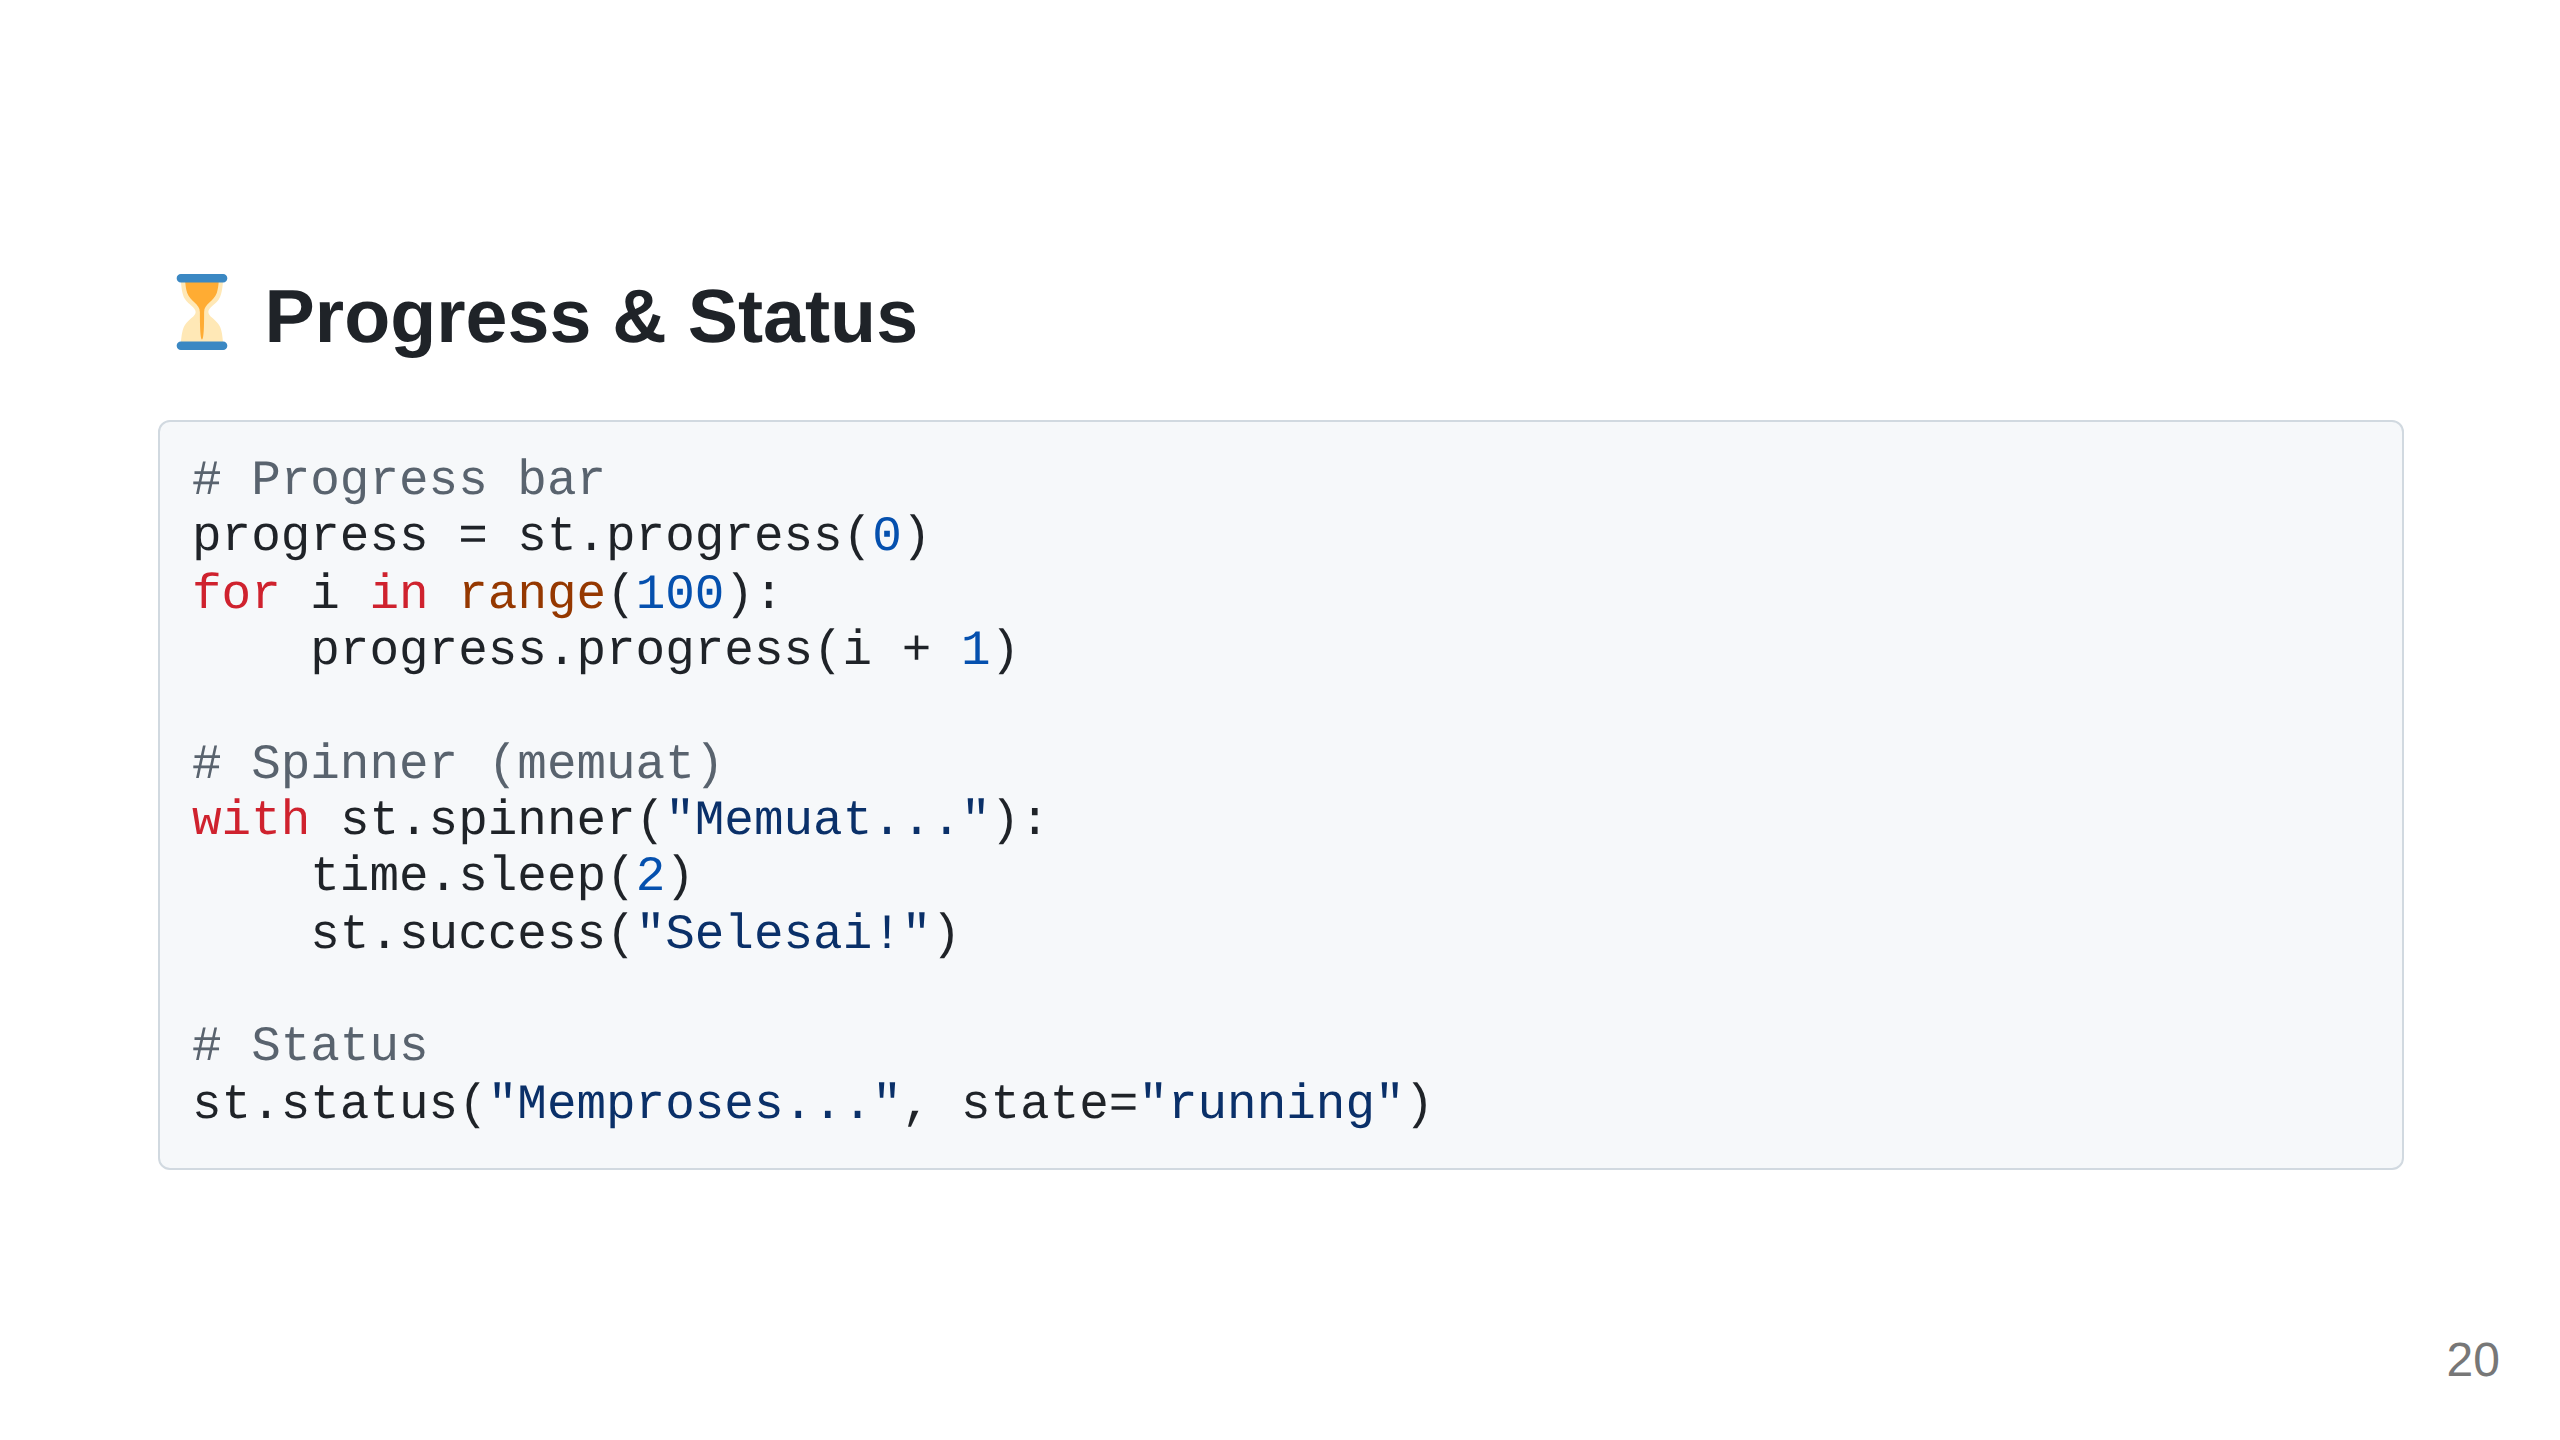 ⏳ Progress & Status
# Progress bar
progress = st.progress(0)
for i in range(100):
    progress.progress(i + 1)

# Spinner (memuat)
with st.spinner("Memuat..."):
    time.sleep(2)
    st.success("Selesai!")

# Status
st.status("Memproses...", state="running")
20